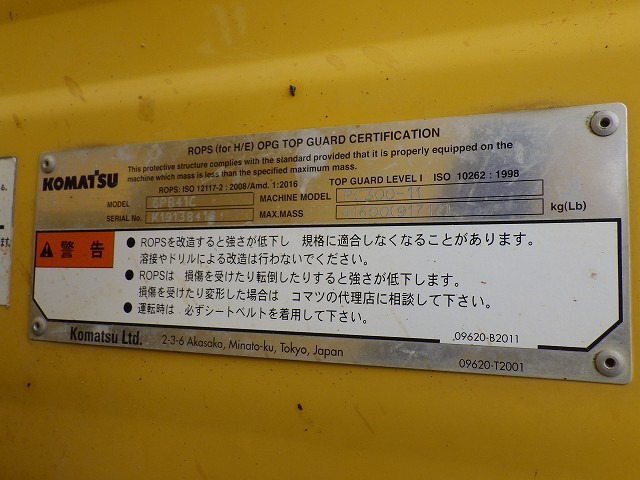 ROPS (for H/E) OPG TOP GUARD CERTIFICATION
KOMATSU
This protective structure complies with the standard provided that it is properly equipped on the
machine which mass is less than the specified maximum mass.
ROPS: ISO 12117-2 : 2008/Amd. 1:2016 TOP GUARD LEVEL I ISO 10262 : 1998
MODEL MACHINE MODEL
SERIAL No. MAX.MASS kg(Lb)
警告
● ROPSを改造すると強さが低下し 規格に適合しなくなることがあります。
溶接やドリルによる改造は行わないでください。
● ROPSは 損傷を受けたり転倒したりすると強さが低下します。
損傷を受けたり変形した場合は コマツの代理店に相談して下さい。
● 運転時は 必ずシートベルトを着用して下さい。
09620-B2011
Komatsu Ltd. 2-3-6 Akasako, Minato-ku, Tokyo, Japan
09620-T2001